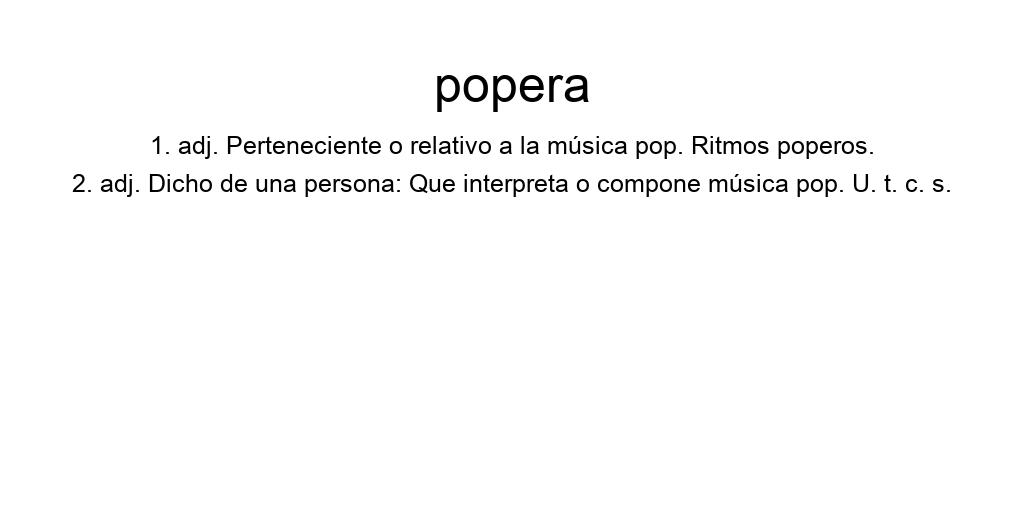 popera
1. adj. Perteneciente o relativo a la música pop. Ritmos poperos.
2. adj. Dicho de una persona: Que interpreta o compone música pop. U. t. c. s.